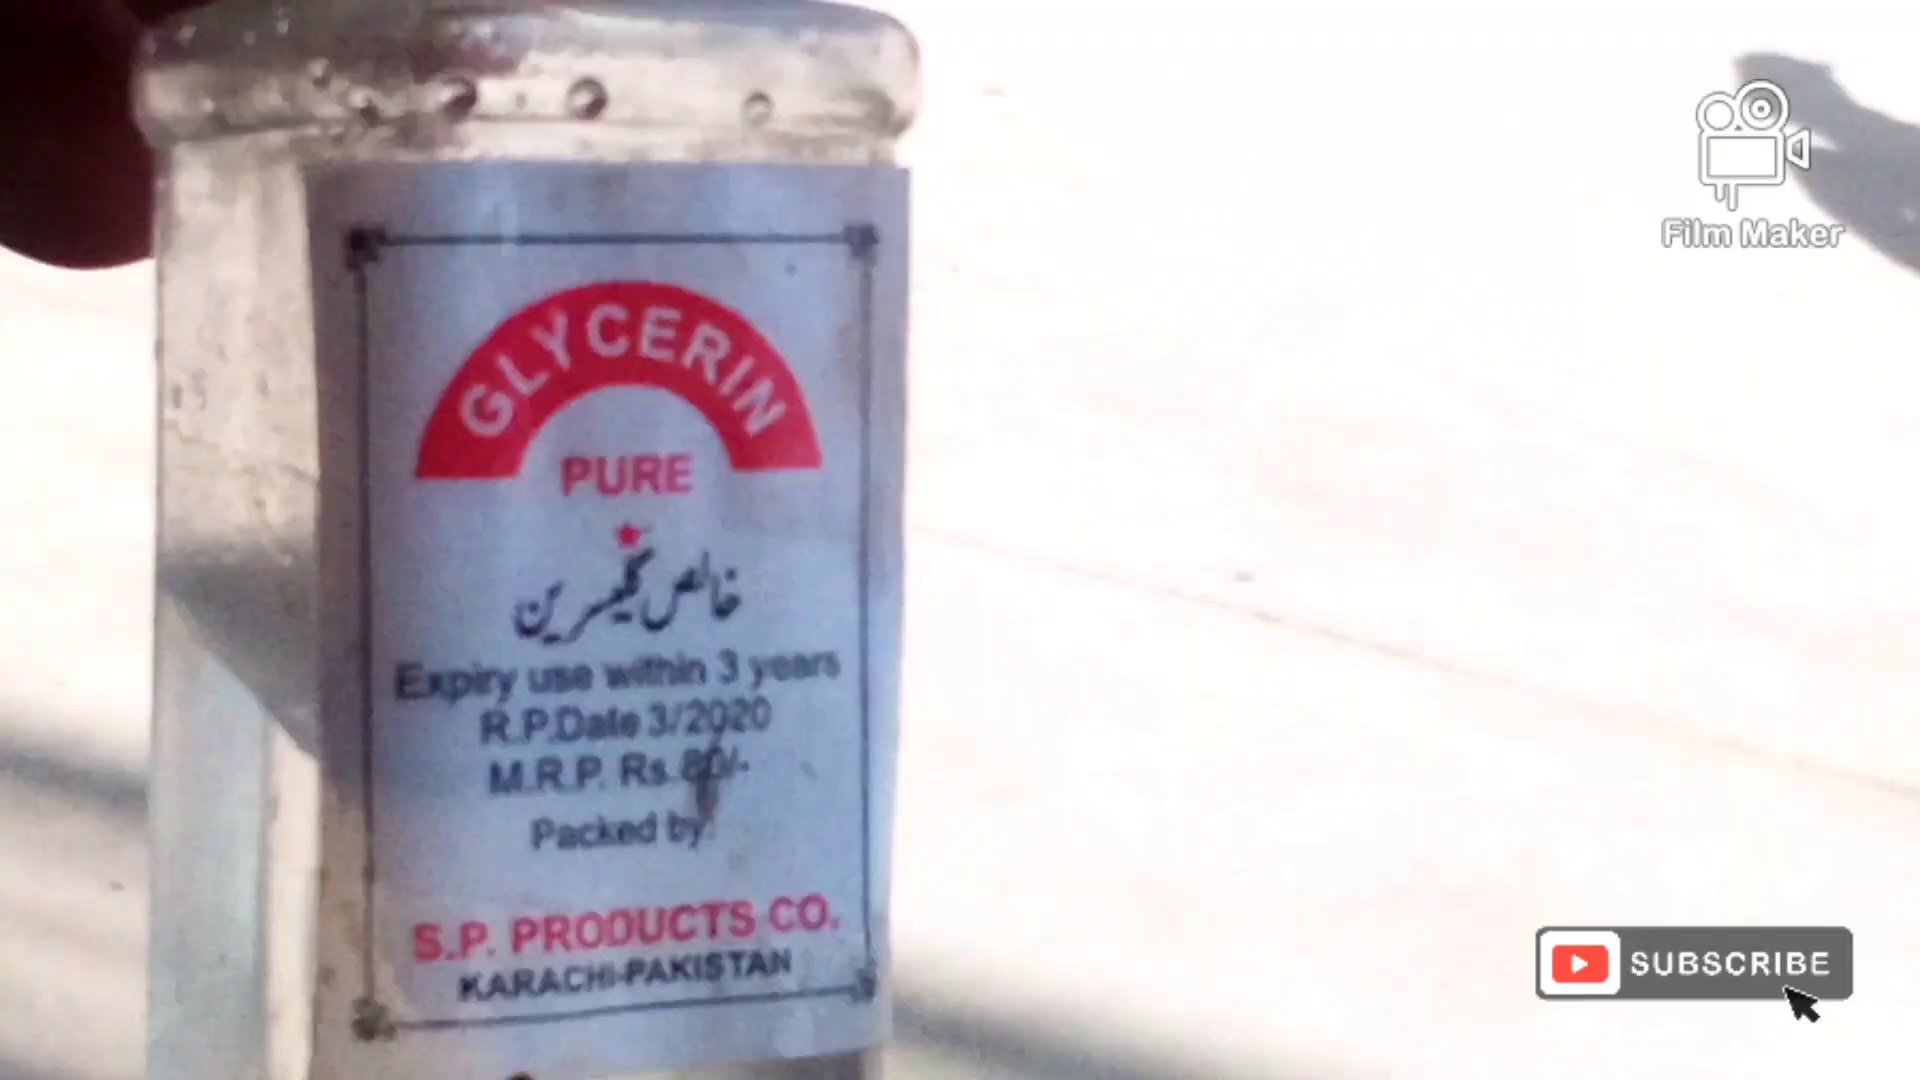 GLYCERIN
PURE
خالص گلیسرین
Expiry use within 3 years
R.P.Date 3/2020
M.R.P. Rs. 80/-
Packed by:
S.P. PRODUCTS CO.
KARACHI-PAKISTAN
Film Maker
SUBSCRIBE